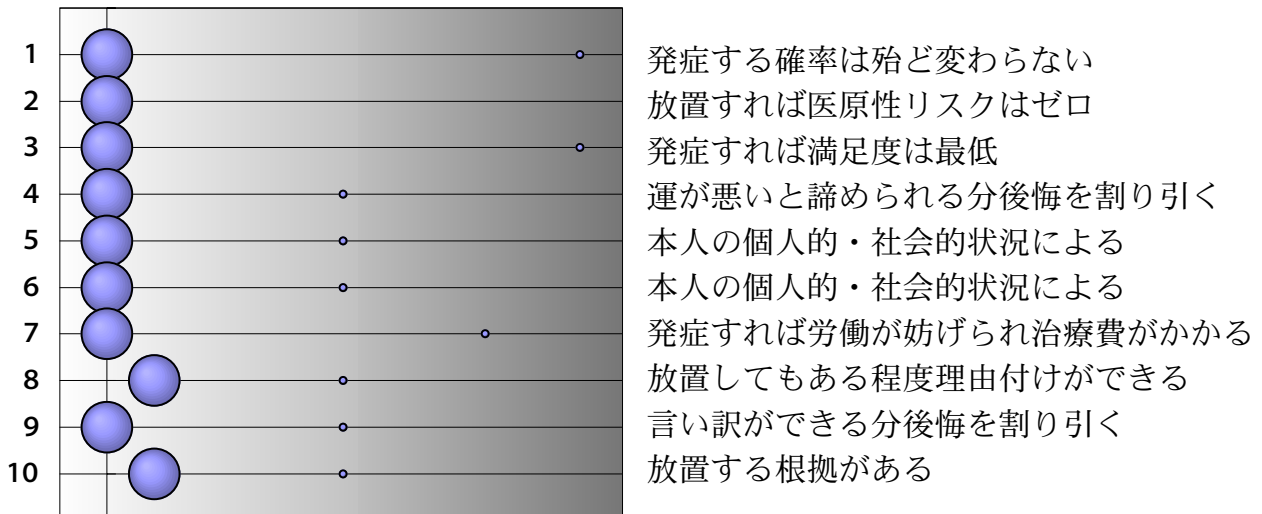 1 発症する確率は殆ど変わらない
2 放置すれば医原性リスクはゼロ
3 発症すれば満足度は最低
4 運が悪いと諦められる分後悔を割り引く
5 本人の個人的・社会的状況による
6 本人の個人的・社会的状況による
7 発症すれば労働が妨げられ治療費がかかる
8 放置してもある程度理由付けができる
9 言い訳ができる分後悔を割り引く
10 放置する根拠がある